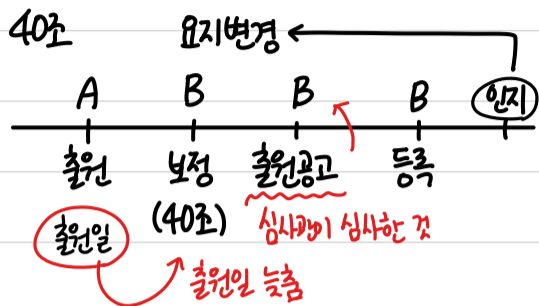 40조 요지변경
A B B B 인지
출원 보정 출원공고 등록
출원일 (40조) 심사관이 심사한 것
출원일 늦춤